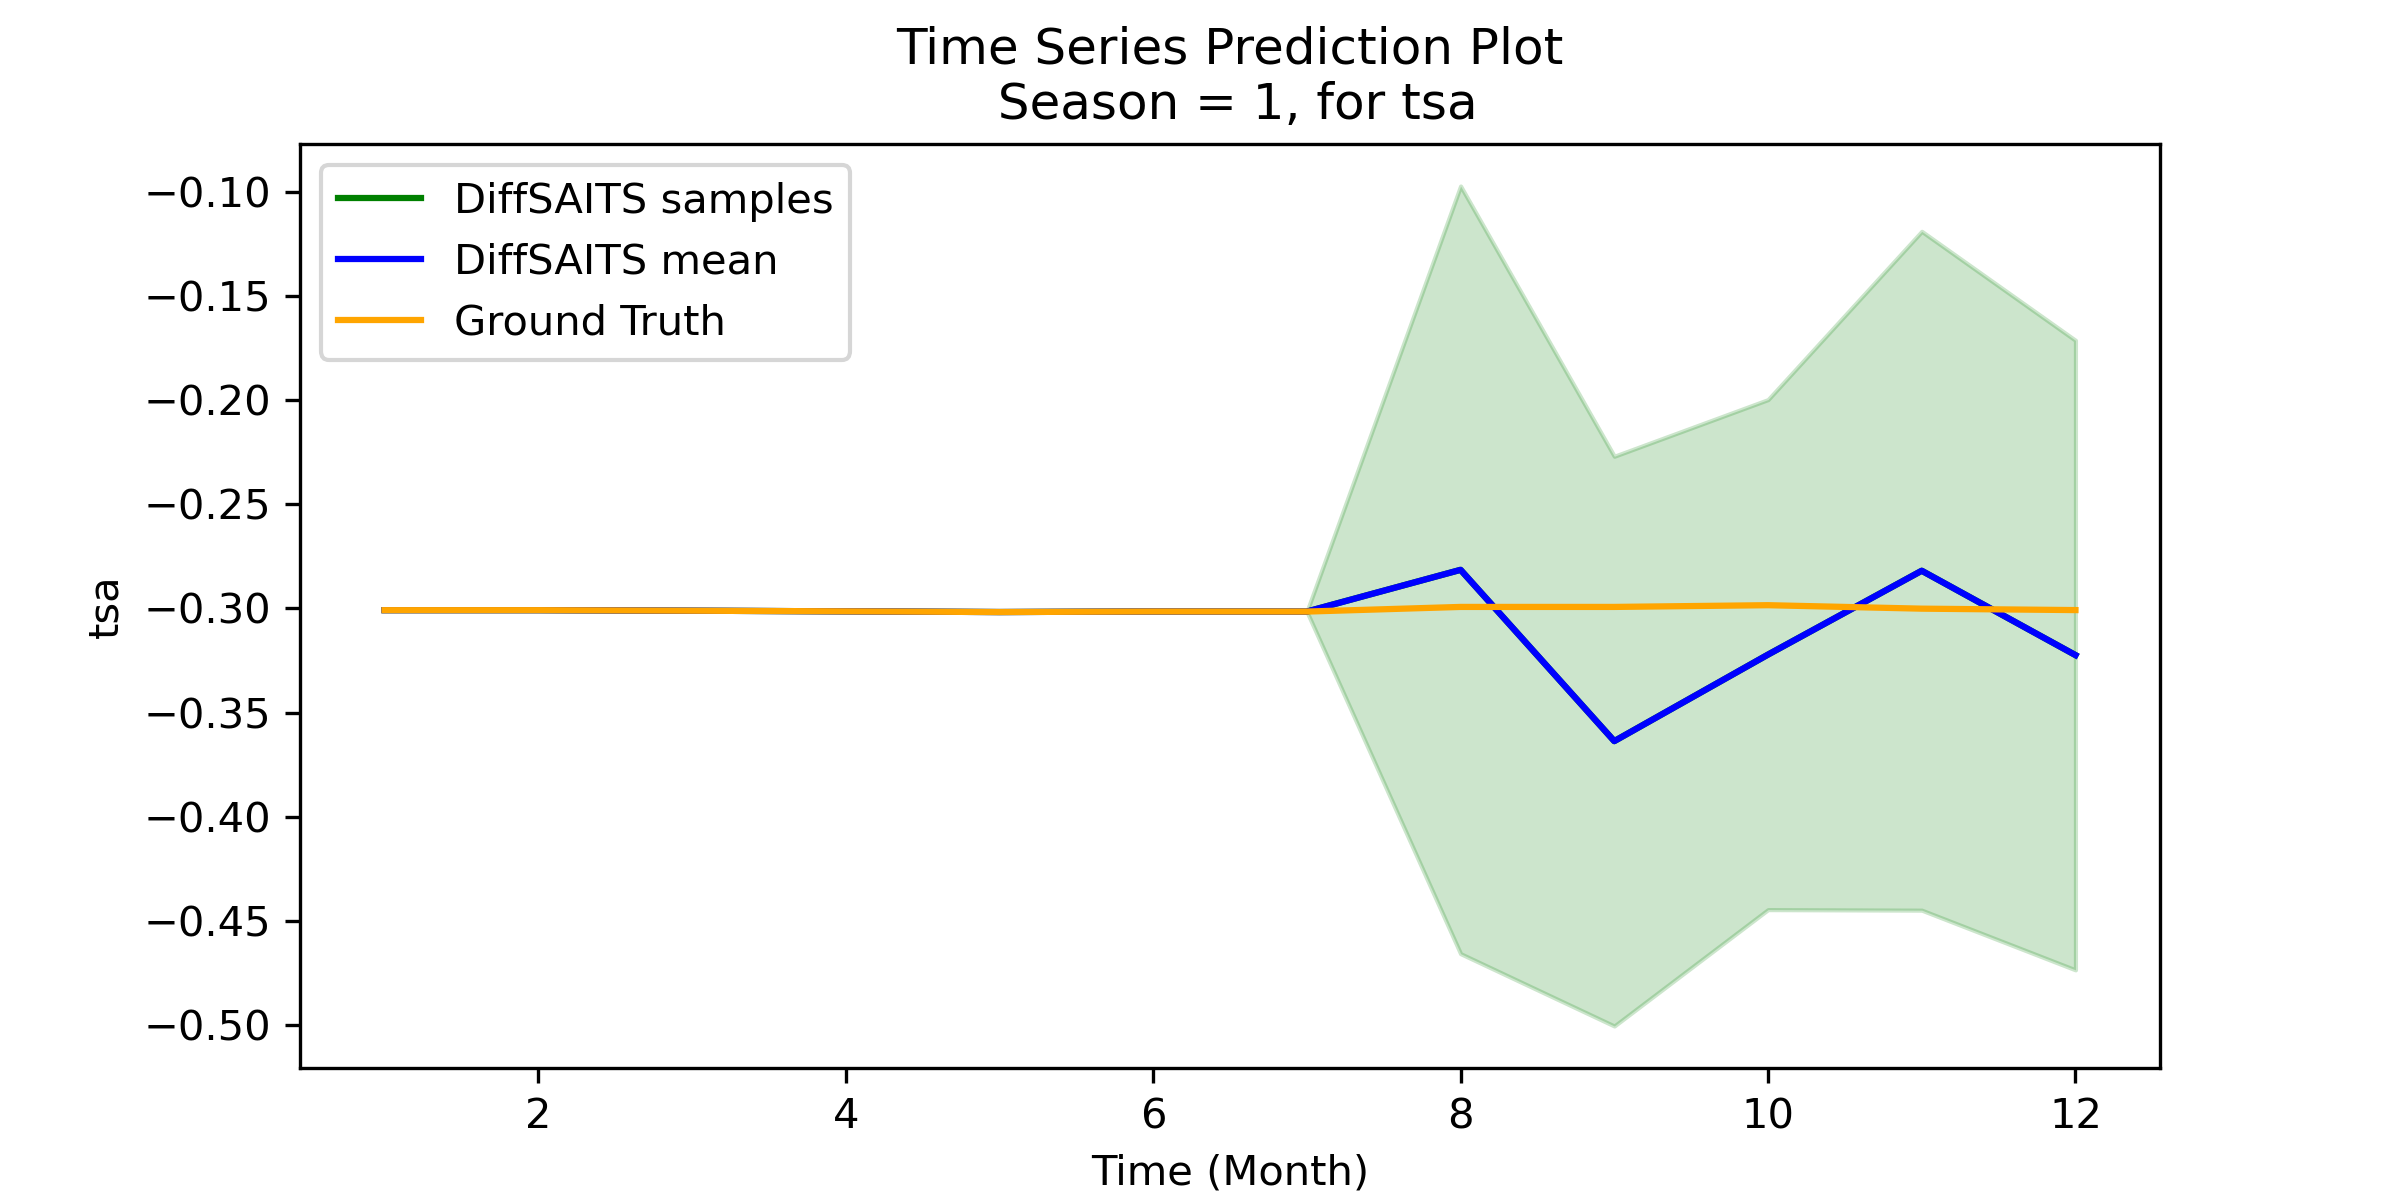 Time Series Prediction Plot
Season = 1, for tsa
DiffSAITS samples
DiffSAITS mean
Ground Truth
−0.10
−0.15
−0.20
−0.25
−0.30
−0.35
−0.40
−0.45
−0.50
tsa
2 4 6 8 10 12
Time (Month)